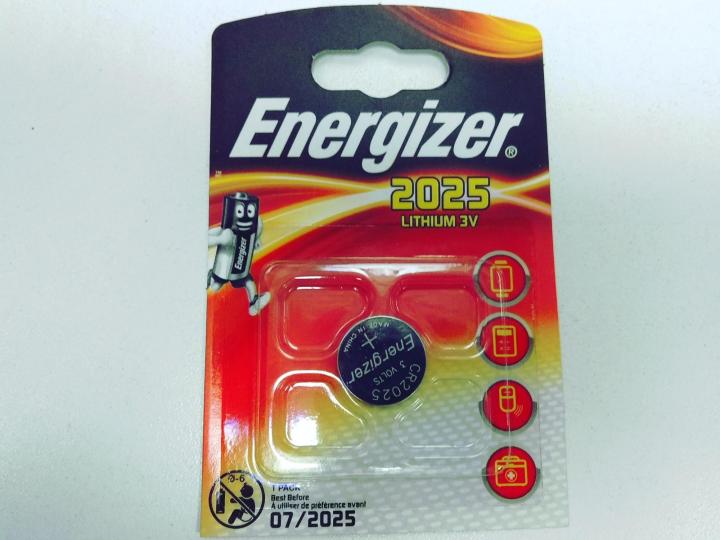 Energizer®
2025
LITHIUM 3V
™
Energizer
MADE IN CHINA
+
Energizer
3 VOLTS
CR2025
0-6
1 PACK
Best Before
À utiliser de préférence avant
07/2025